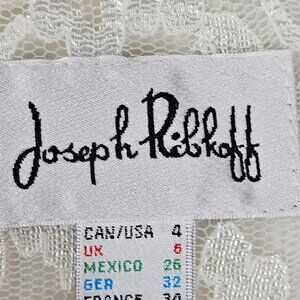 Joseph Ribkoff
CAN/USA 4
UK 6
MEXICO 26
GER 32
FRANCE 34